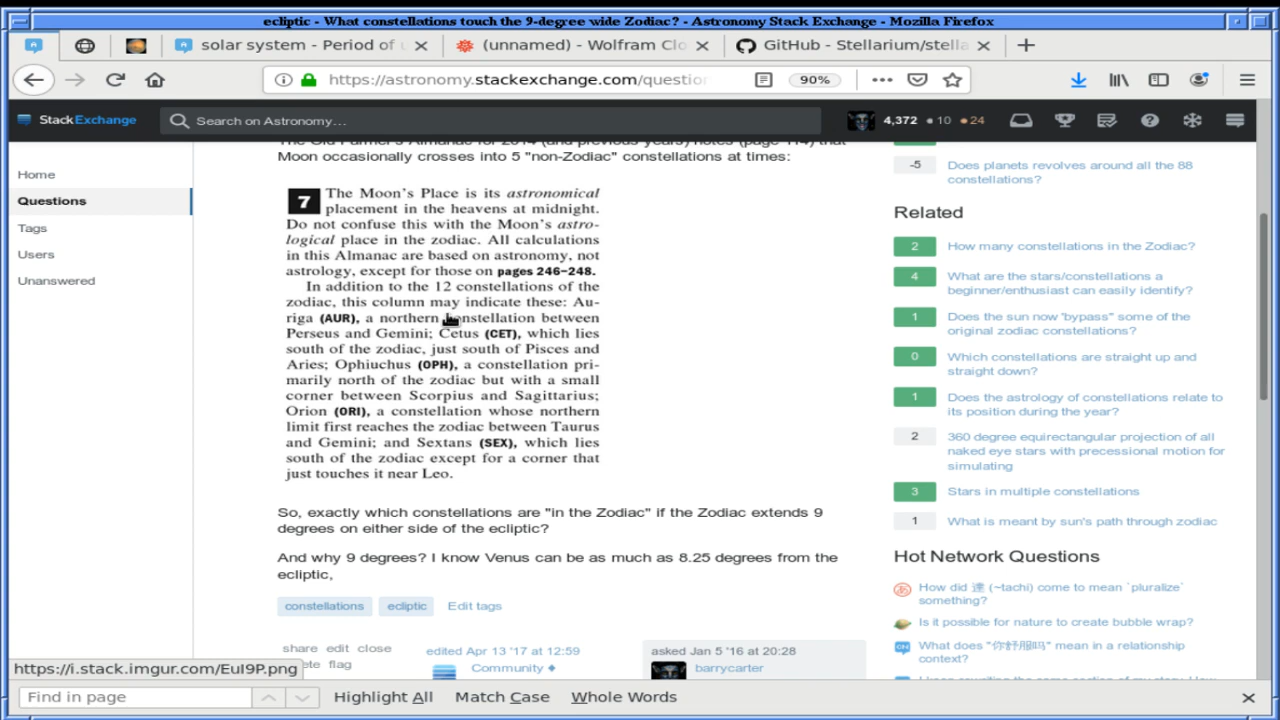 ecliptic - What constellations touch the 9-degree wide Zodiac? - Astronomy Stack Exchange - Mozilla Firefox
solar system - Period of
(unnamed) - Wolfram Clo
GitHub - Stellarium/stella
https://astronomy.stackexchange.com/questio
90%
StackExchange
Search on Astronomy…
4,372 10 24
Home
Questions
Tags
Users
Unanswered
Moon occasionally crosses into 5 "non-Zodiac" constellations at times:
7
The Moon's Place is its astronomical
placement in the heavens at midnight.
Do not confuse this with the Moon's astro-
logical place in the zodiac. All calculations
in this Almanac are based on astronomy, not
astrology, except for those on pages 246–248.
In addition to the 12 constellations of the
zodiac, this column may indicate these: Au-
riga (AUR), a northern constellation between
Perseus and Gemini; Cetus (CET), which lies
south of the zodiac, just south of Pisces and
Aries; Ophiuchus (OPH), a constellation pri-
marily north of the zodiac but with a small
corner between Scorpius and Sagittarius;
Orion (ORI), a constellation whose northern
limit first reaches the zodiac between Taurus
and Gemini; and Sextans (SEX), which lies
south of the zodiac except for a corner that
just touches it near Leo.
So, exactly which constellations are "in the Zodiac" if the Zodiac extends 9
degrees on either side of the ecliptic?
And why 9 degrees? I know Venus can be as much as 8.25 degrees from the
ecliptic,
constellations ecliptic Edit tags
share edit close
flag
edited Apr 13 '17 at 12:59
Community ♦
asked Jan 5 '16 at 20:28
barrycarter
-5 Does planets revolves around all the 88
constellations?
Related
2 How many constellations in the Zodiac?
4 What are the stars/constellations a
beginner/enthusiast can easily identify?
1 Does the sun now 'bypass" some of the
original zodiac constellations?
0 Which constellations are straight up and
straight down?
1 Does the astrology of constellations relate to
its position during the year?
2 360 degree equirectangular projection of all
naked eye stars with precessional motion for
simulating
3 Stars in multiple constellations
1 What is meant by sun's path through zodiac
Hot Network Questions
How did 達 (~tachi) come to mean `pluralize`
something?
Is it possible for nature to create bubble wrap?
What does "你舒服吗" mean in a relationship
context?
https://i.stack.imgur.com/Eul9P.png
Find in page
Highlight All
Match Case
Whole Words